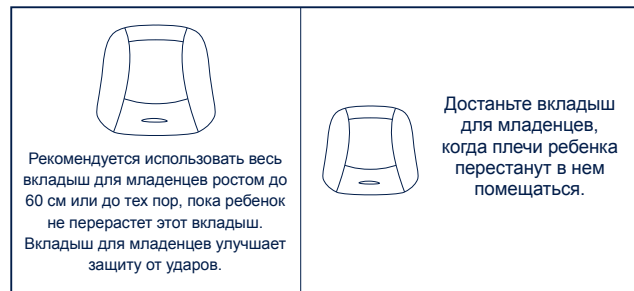 Рекомендуется использовать весь
вкладыш для младенцев ростом до
60 см или до тех пор, пока ребенок
не перерастет этот вкладыш.
Вкладыш для младенцев улучшает
защиту от ударов.
Достаньте вкладыш
для младенцев,
когда плечи ребенка
перестанут в нем
помещаться.